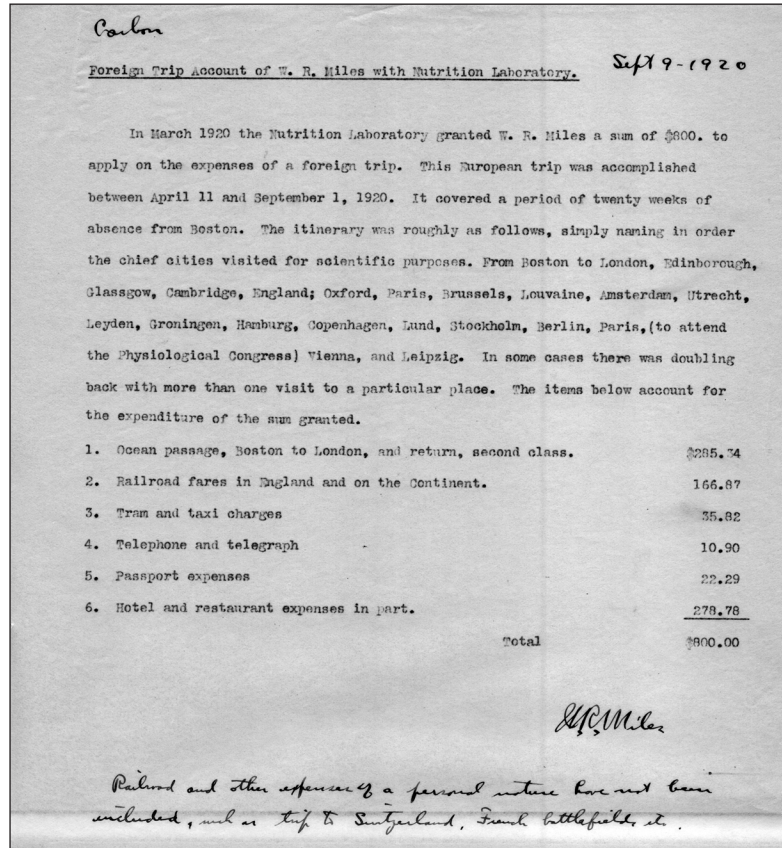 Carbon
Sept 9-1920
Foreign Trip Account of W. R. Miles with Nutrition Laboratory.
In March 1920 the Nutrition Laboratory granted W. R. Miles a sum of $800. to
apply on the expenses of a foreign trip. This European trip was accomplished
between April 11 and September 1, 1920. It covered a period of twenty weeks of
absence from Boston. The itinerary was roughly as follows, simply naming in order
the chief cities visited for scientific purposes. From Boston to London, Edinborough,
Glassgow, Cambridge, England; Oxford, Paris, Brussels, Louvaine, Amsterdam, Utrecht,
Leyden, Groningen, Hamburg, Copenhagen, Lund, Stockholm, Berlin, Paris,(to attend
the Physiological Congress) Vienna, and Leipzig. In some cases there was doubling
back with more than one visit to a particular place. The items below account for
the expenditure of the sum granted.
1. Ocean passage, Boston to London, and return, second class. $285.34
2. Railroad fares in England and on the Continent. 166.87
3. Tram and taxi charges 35.82
4. Telephone and telegraph 10.90
5. Passport expenses 22.29
6. Hotel and restaurant expenses in part. 278.78
Total $800.00
W.R.Miles
Railroad and other expenses of a personal nature have not been
included, such as trip to Switzerland, French battlefields etc.